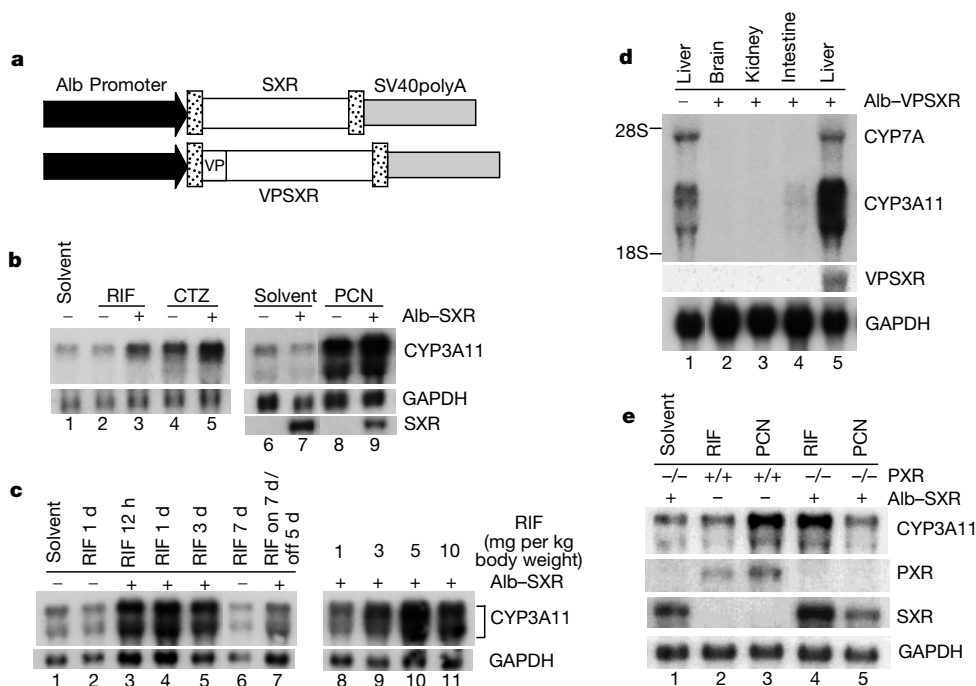 a
Alb Promoter SXR SV40polyA
VP
VPSXR
b
Solvent RIF CTZ Solvent PCN
– – + – + – + – + Alb–SXR
CYP3A11
GAPDH
1 2 3 4 5 6 7 8 9 SXR
c
Solvent RIF 1 d RIF 12 h RIF 1 d RIF 3 d RIF 7 d RIF on 7 d/ off 5 d
1 3 5 10 RIF (mg per kg body weight)
– – + + + – + + + + + Alb–SXR
CYP3A11
GAPDH
1 2 3 4 5 6 7 8 9 10 11
d
Liver Brain Kidney Intestine Liver
– + + + + Alb–VPSXR
28S
CYP7A
CYP3A11
18S
VPSXR
GAPDH
1 2 3 4 5
e
Solvent RIF PCN RIF PCN
–/– +/+ +/+ –/– –/– PXR
+ – – + + Alb–SXR
CYP3A11
PXR
SXR
GAPDH
1 2 3 4 5